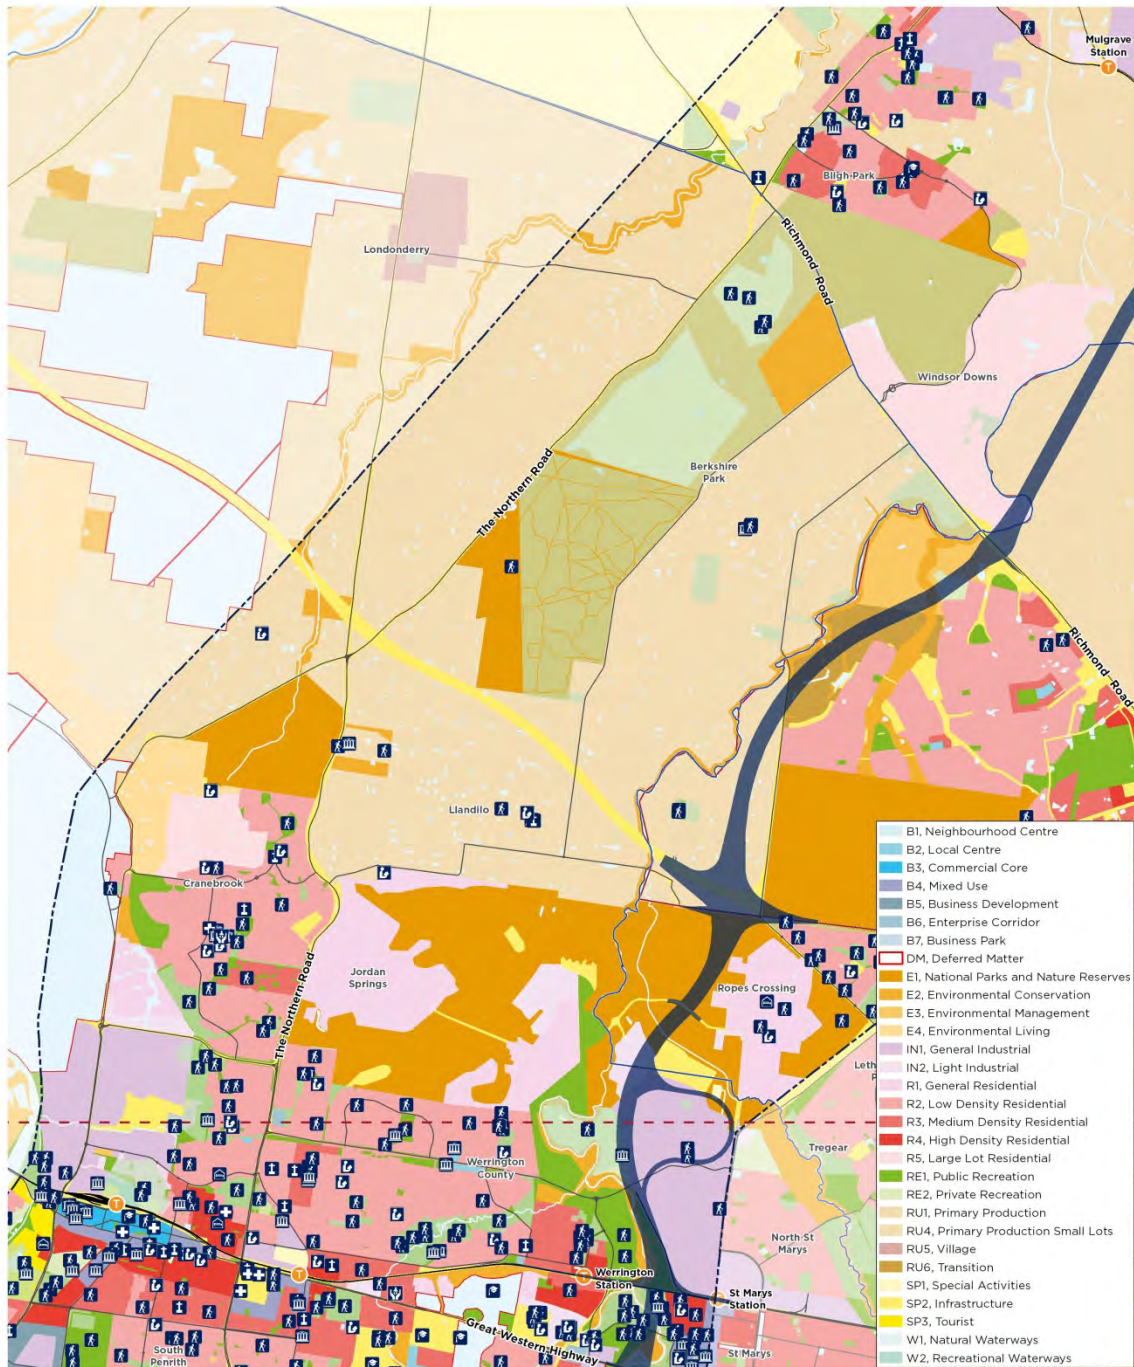 Mulgrave
Station
T
Bligh Park
Londonderry
Richmond Road
Windsor Downs
The Northern Road
Berkshire
Park
Richmond Road
Llandilo
Cranebrook
Jordan
Springs
Ropes Crossing
The Northern Road
Tregear
Werrington
County
North St
Marys
T
T
T
Werrington
Station
St Marys
Station
Great Western Highway
South
Penrith
St Marys
B1, Neighbourhood Centre
B2, Local Centre
B3, Commercial Core
B4, Mixed Use
B5, Business Development
B6, Enterprise Corridor
B7, Business Park
DM, Deferred Matter
E1, National Parks and Nature Reserves
E2, Environmental Conservation
E3, Environmental Management
E4, Environmental Living
IN1, General Industrial
IN2, Light Industrial
R1, General Residential
R2, Low Density Residential
R3, Medium Density Residential
R4, High Density Residential
R5, Large Lot Residential
RE1, Public Recreation
RE2, Private Recreation
RU1, Primary Production
RU4, Primary Production Small Lots
RU5, Village
RU6, Transition
SP1, Special Activities
SP2, Infrastructure
SP3, Tourist
W1, Natural Waterways
W2, Recreational Waterways